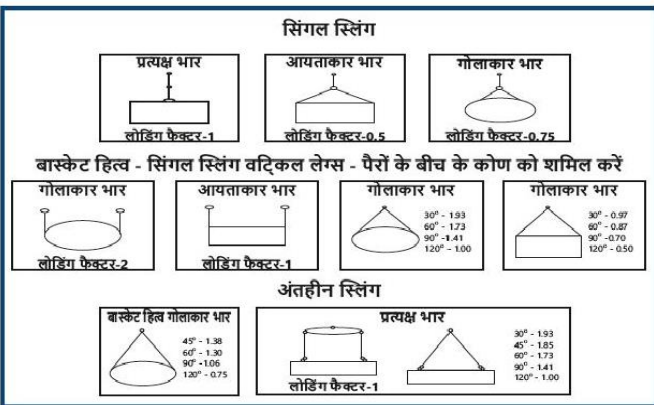 सिंगल स्लिंग
प्रत्यक्ष भार
लोडिंग फैक्टर-1
आयताकार भार
लोडिंग फैक्टर-0.5
गोलाकार भार
लोडिंग फैक्टर-0.75
बास्केट हित्व - सिंगल स्लिंग वट्किल लेग्स - पैरों के बीच के कोण को शमिल करें
गोलाकार भार
लोडिंग फैक्टर-2
आयताकार भार
लोडिंग फैक्टर-1
गोलाकार भार
30° - 1.93
60° - 1.73
90° -1.41
120° - 1.00
गोलाकार भार
30° - 0.97
60° - 0.87
90° -0.70
120° - 0.50
अंतहीन स्लिंग
बास्केट हित्व गोलाकार भार
45° - 1.38
60° - 1.30
90° -1.06
120° - 0.75
प्रत्यक्ष भार
लोडिंग फैक्टर-1
30° - 1.93
45° - 1.85
60° - 1.73
90° - 1.41
120° - 1.00